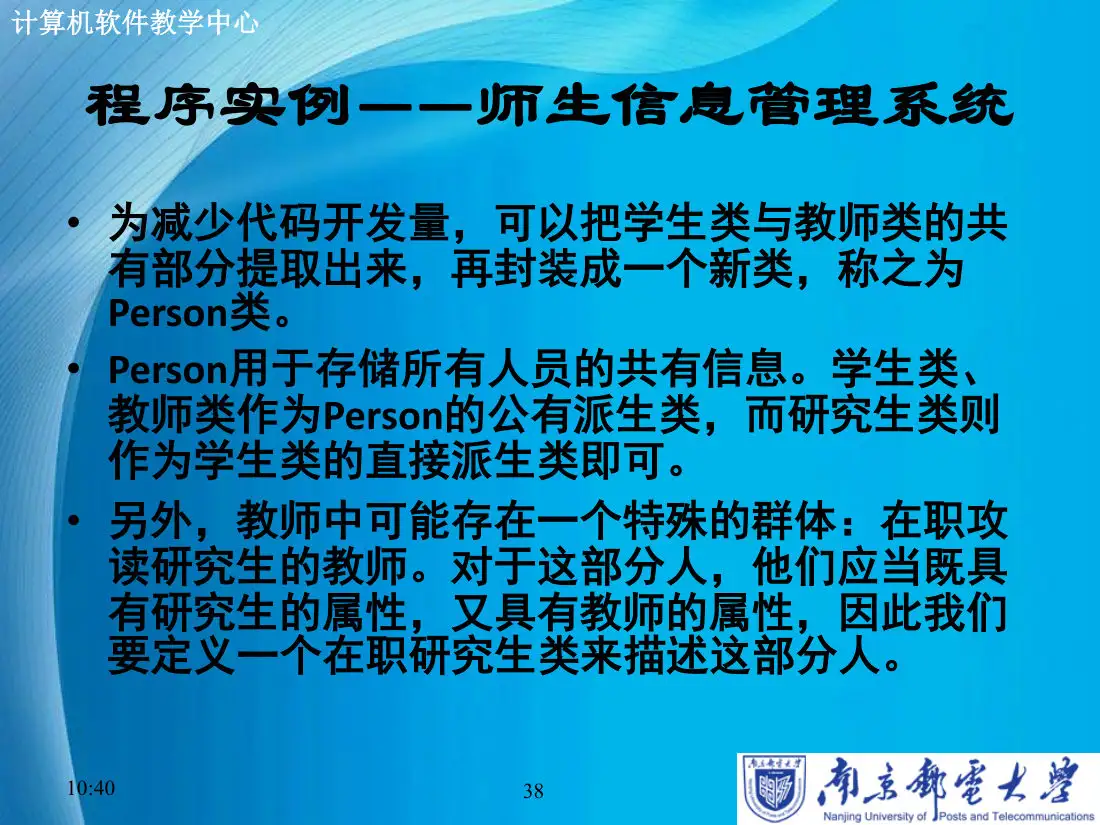 计算机软件教学中心
程序实例——师生信息管理系统
• 为减少代码开发量，可以把学生类与教师类的共
有部分提取出来，再封装成一个新类，称之为
Person类。
• Person用于存储所有人员的共有信息。学生类、
教师类作为Person的公有派生类，而研究生类则
作为学生类的直接派生类即可。
• 另外，教师中可能存在一个特殊的群体：在职攻
读研究生的教师。对于这部分人，他们应当既具
有研究生的属性，又具有教师的属性，因此我们
要定义一个在职研究生类来描述这部分人。
10:40
38
南京郵電大學
Nanjing University of Posts and Telecommunications